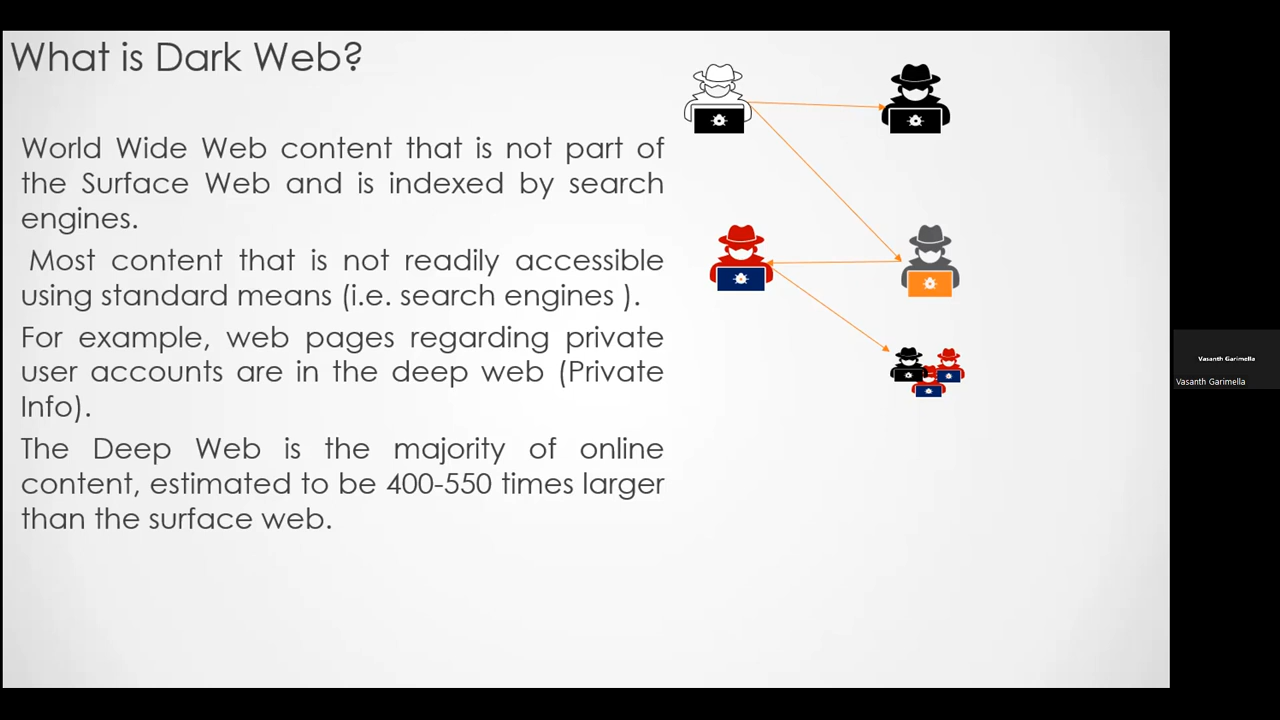 What is Dark Web?
World Wide Web content that is not part of
the Surface Web and is indexed by search
engines.
Most content that is not readily accessible
using standard means (i.e. search engines ).
For example, web pages regarding private
user accounts are in the deep web (Private
Info).
The Deep Web is the majority of online
content, estimated to be 400-550 times larger
than the surface web.
Vasanth Garimella
Vasanth Garimella